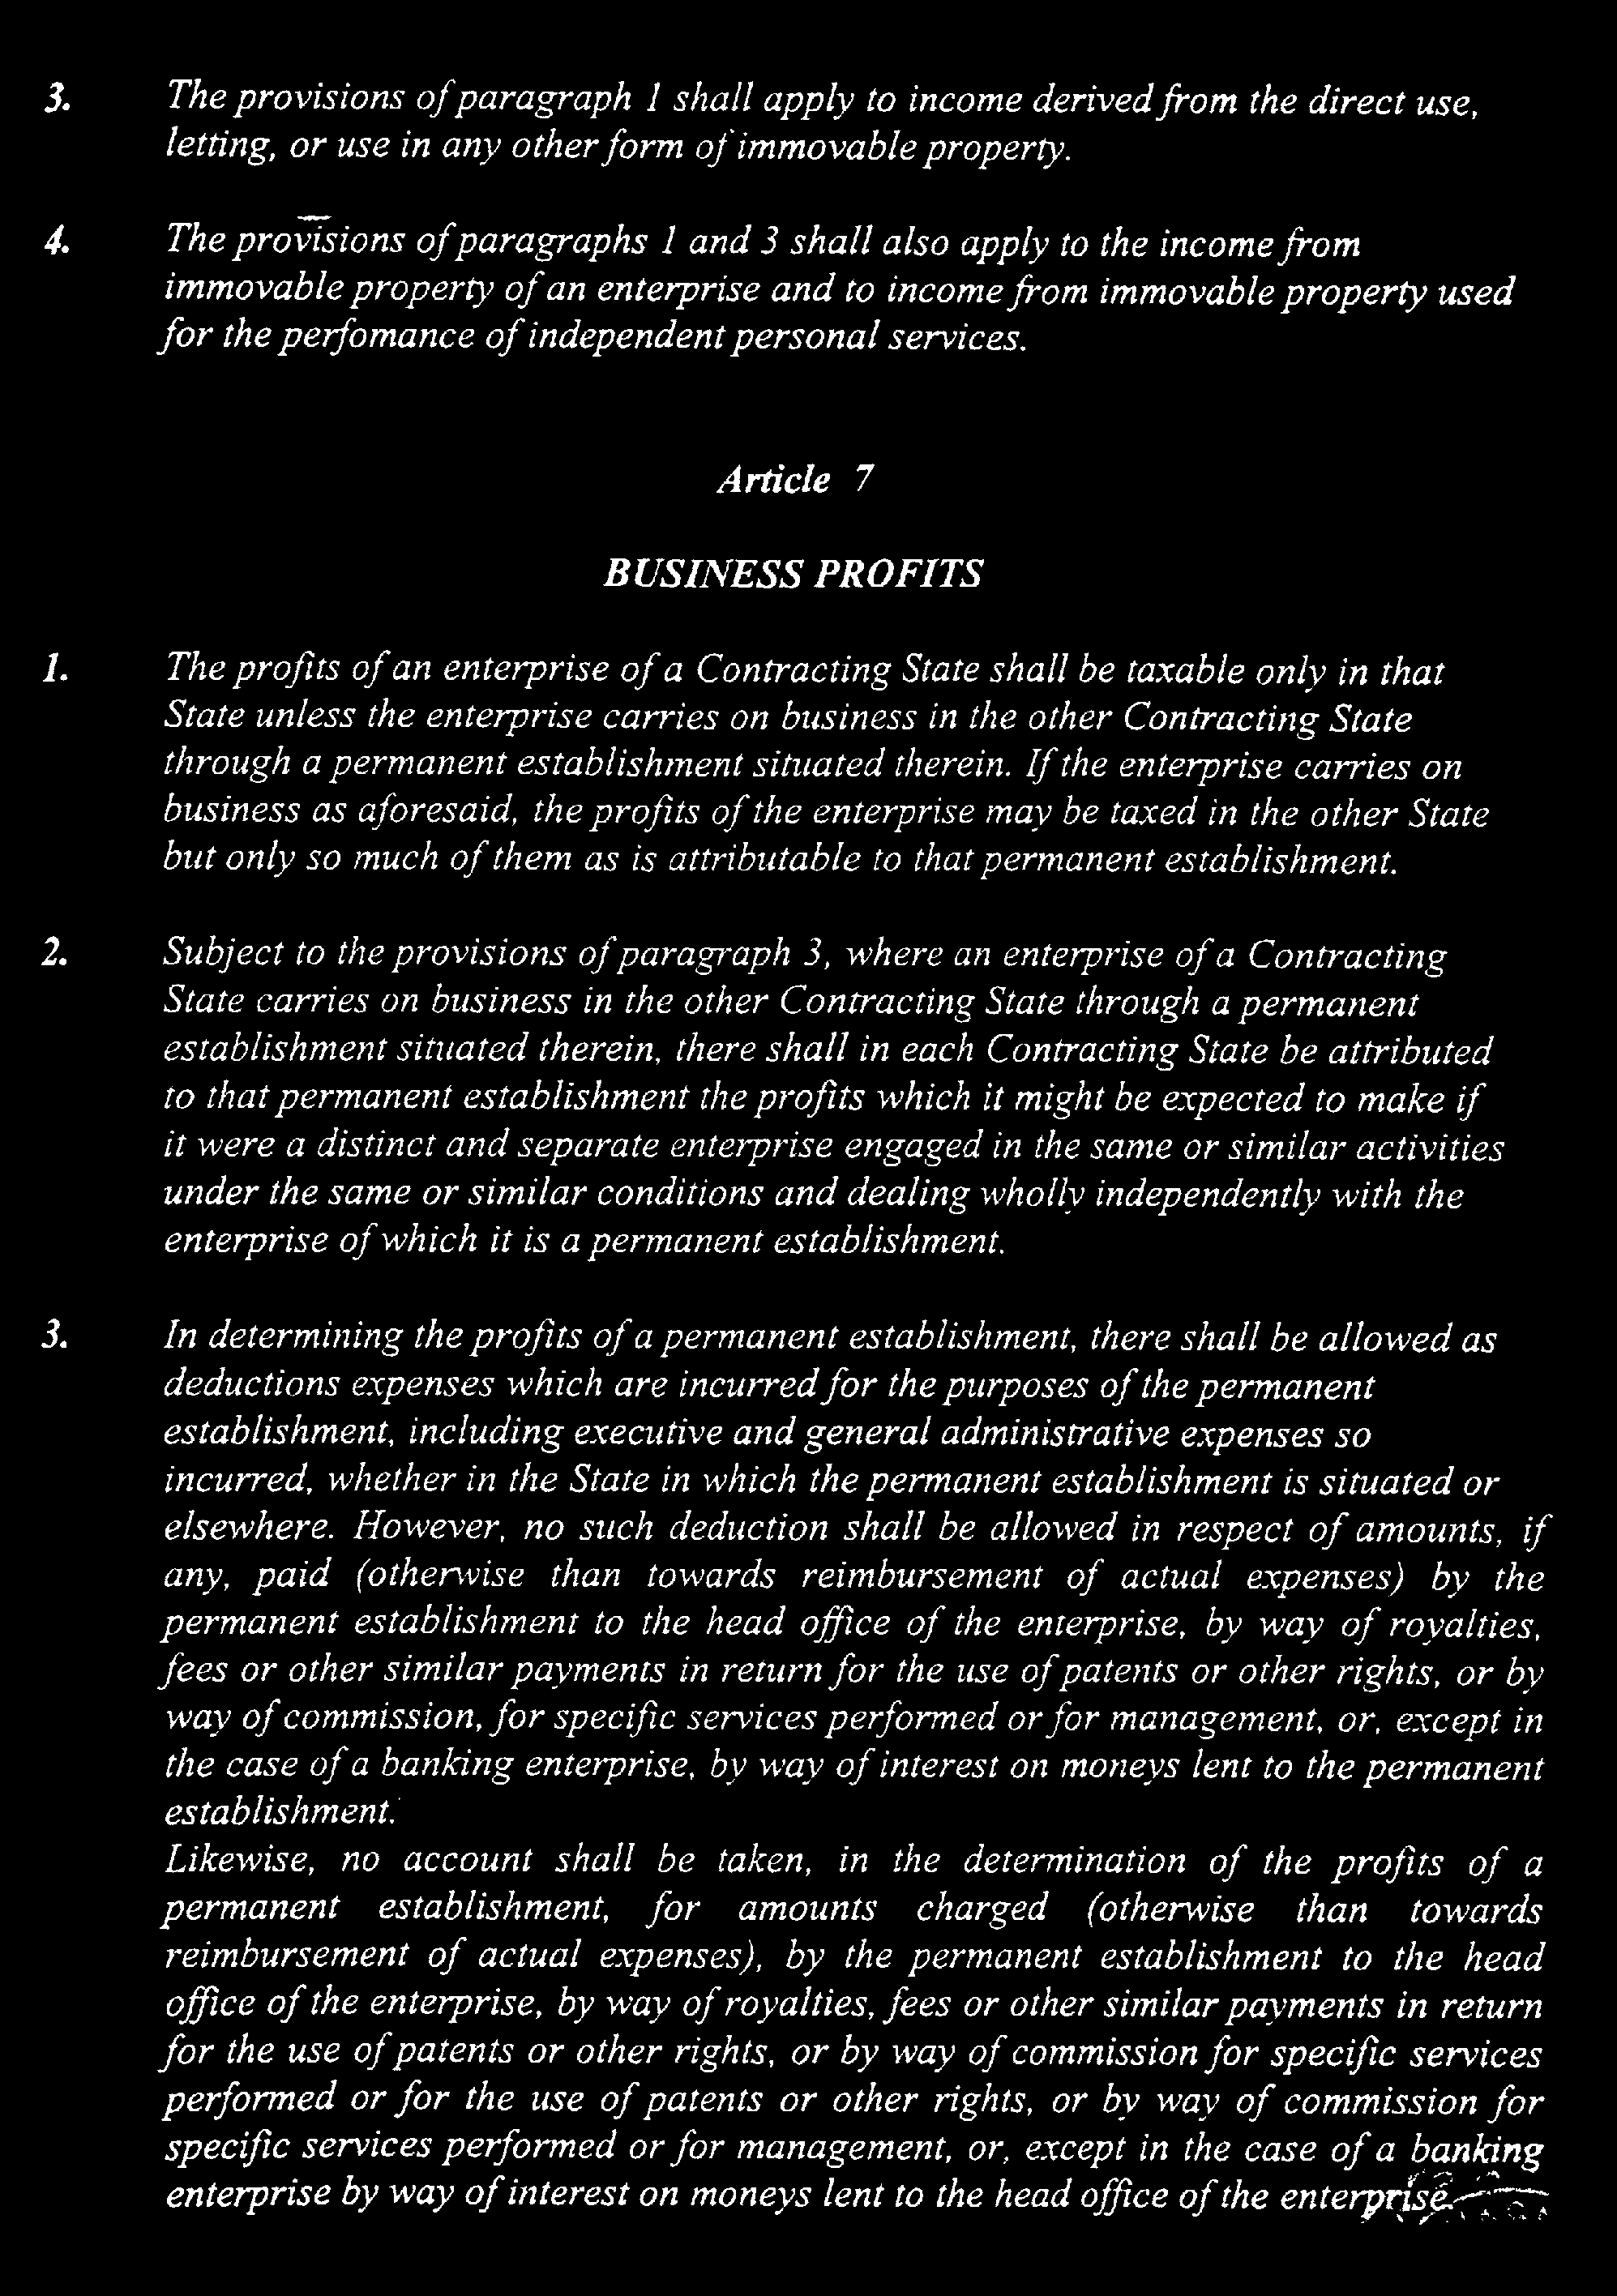 3. The provisions of paragraph 1 shall apply to income derived from the direct use,
letting, or use in any other form of immovable property.
4. The provisions of paragraphs 1 and 3 shall also apply to the income from
immovable property of an enterprise and to income from immovable property used
for the perfomance of independent personal services.
Article 7
BUSINESS PROFITS
1. The profits of an enterprise of a Contracting State shall be taxable only in that
State unless the enterprise carries on business in the other Contracting State
through a permanent establishment situated therein. If the enterprise carries on
business as aforesaid, the profits of the enterprise may be taxed in the other State
but only so much of them as is attributable to that permanent establishment.
2. Subject to the provisions of paragraph 3, where an enterprise of a Contracting
State carries on business in the other Contracting State through a permanent
establishment situated therein, there shall in each Contracting State be attributed
to that permanent establishment the profits which it might be expected to make if
it were a distinct and separate enterprise engaged in the same or similar activities
under the same or similar conditions and dealing wholly independently with the
enterprise of which it is a permanent establishment.
3. In determining the profits of a permanent establishment, there shall be allowed as
deductions expenses which are incurred for the purposes of the permanent
establishment, including executive and general administrative expenses so
incurred, whether in the State in which the permanent establishment is situated or
elsewhere. However, no such deduction shall be allowed in respect of amounts, if
any, paid (otherwise than towards reimbursement of actual expenses) by the
permanent establishment to the head office of the enterprise, by way of royalties,
fees or other similar payments in return for the use of patents or other rights, or by
way of commission, for specific services performed or for management, or, except in
the case of a banking enterprise, by way of interest on moneys lent to the permanent
establishment.
Likewise, no account shall be taken, in the determination of the profits of a
permanent establishment, for amounts charged (otherwise than towards
reimbursement of actual expenses), by the permanent establishment to the head
office of the enterprise, by way of royalties, fees or other similar payments in return
for the use of patents or other rights, or by way of commission for specific services
performed or for the use of patents or other rights, or by way of commission for
specific services performed or for management, or, except in the case of a banking
enterprise by way of interest on moneys lent to the head office of the enterprise.